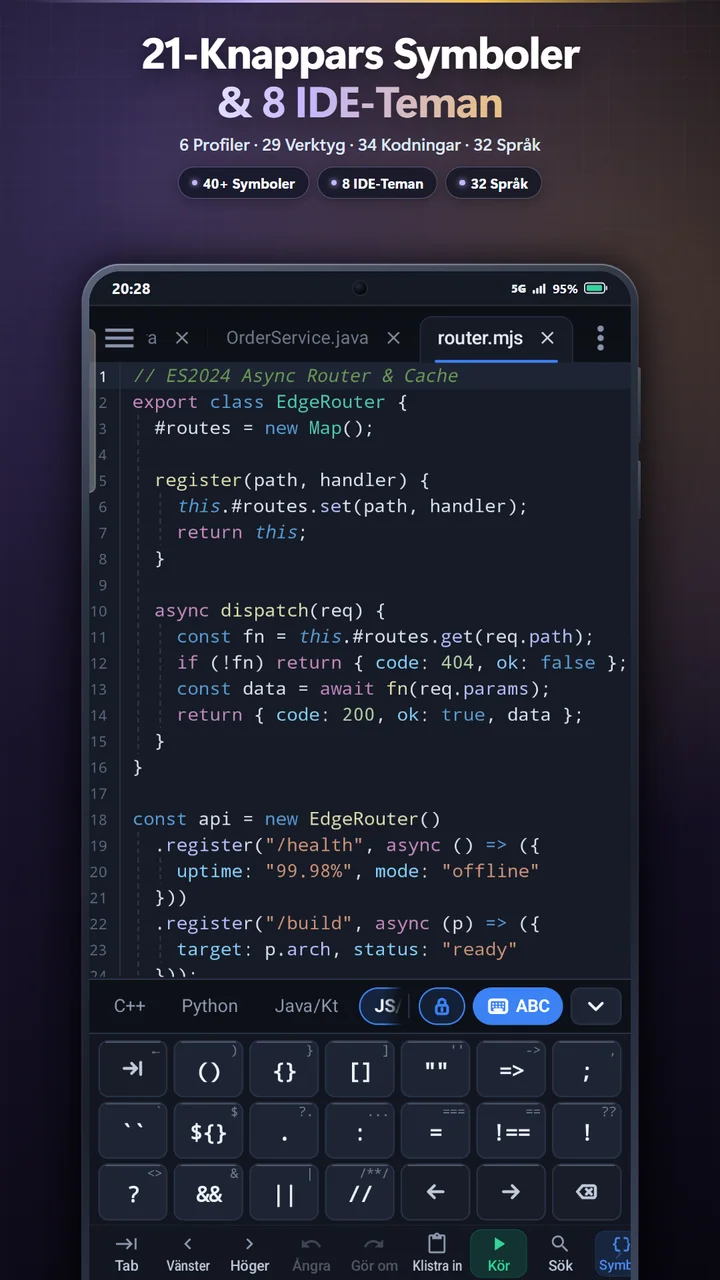 21-Knappars Symboler
& 8 IDE-Teman
6 Profiler · 29 Verktyg · 34 Kodningar · 32 Språk
40+ Symboler 8 IDE-Teman 32 Språk
20:28 5G 95%
a OrderService.java router.mjs
1 // ES2024 Async Router & Cache
2 export class EdgeRouter {
3 #routes = new Map();
4
5 register(path, handler) {
6 this.#routes.set(path, handler);
7 return this;
8 }
9
10 async dispatch(req) {
11 const fn = this.#routes.get(req.path);
12 if (!fn) return { code: 404, ok: false };
13 const data = await fn(req.params);
14 return { code: 200, ok: true, data };
15 }
16 }
17
18 const api = new EdgeRouter()
19 .register("/health", async () => ({
20 uptime: "99.98%", mode: "offline"
21 }))
22 .register("/build", async (p) => ({
23 target: p.arch, status: "ready"
24 }));
C++ Python Java/Kt JS/ ABC
← ) } ] '' -> ,
→| () {} [] "" => ;
' $ ?. ... === == ??
`` ${} . : = !== !
<> & | /**/
? && || // ← →
Tab Vänster Höger Ångra Gör om Klistra in Kör Sök {} Symb